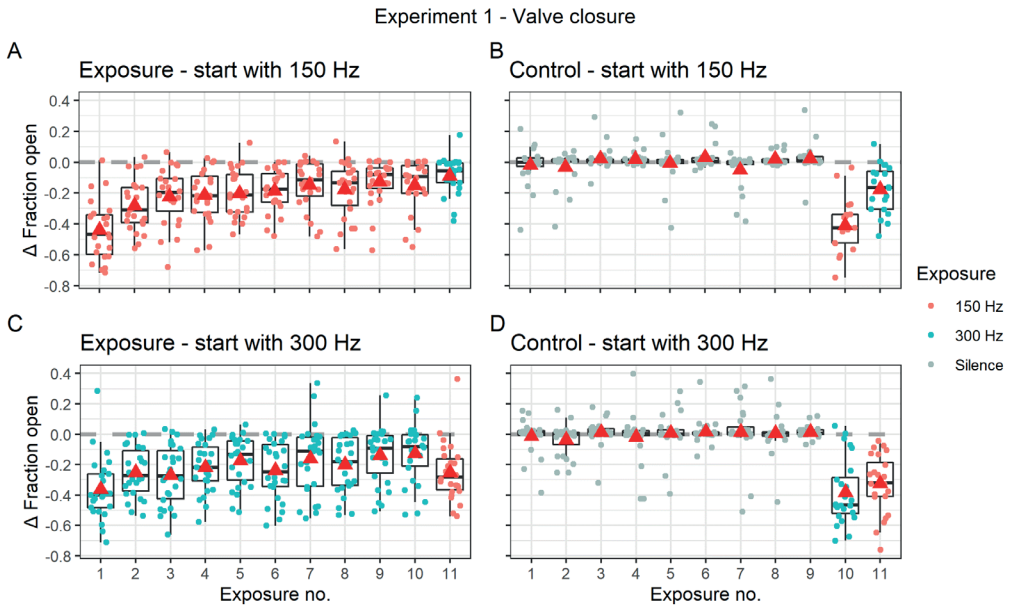 Experiment 1 - Valve closure
A
Exposure - start with 150 Hz
B
Control - start with 150 Hz
Δ Fraction open
0.4
0.2
0.0
-0.2
-0.4
-0.6
-0.8
C
Exposure - start with 300 Hz
D
Control - start with 300 Hz
Δ Fraction open
0.4
0.2
0.0
-0.2
-0.4
-0.6
-0.8
1 2 3 4 5 6 7 8 9 10 11
Exposure no.
1 2 3 4 5 6 7 8 9 10 11
Exposure no.
Exposure
150 Hz
300 Hz
Silence